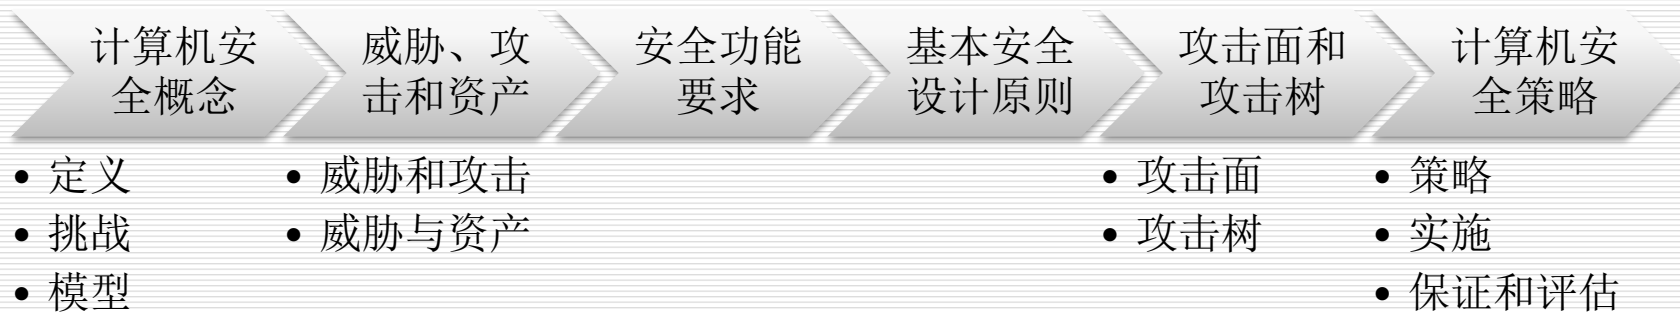 计算机安
全概念
• 定义
• 挑战
• 模型
威胁、攻
击和资产
• 威胁和攻击
• 威胁与资产
安全功能
要求
基本安全
设计原则
攻击面和
攻击树
• 攻击面
• 攻击树
计算机安
全策略
• 策略
• 实施
• 保证和评估